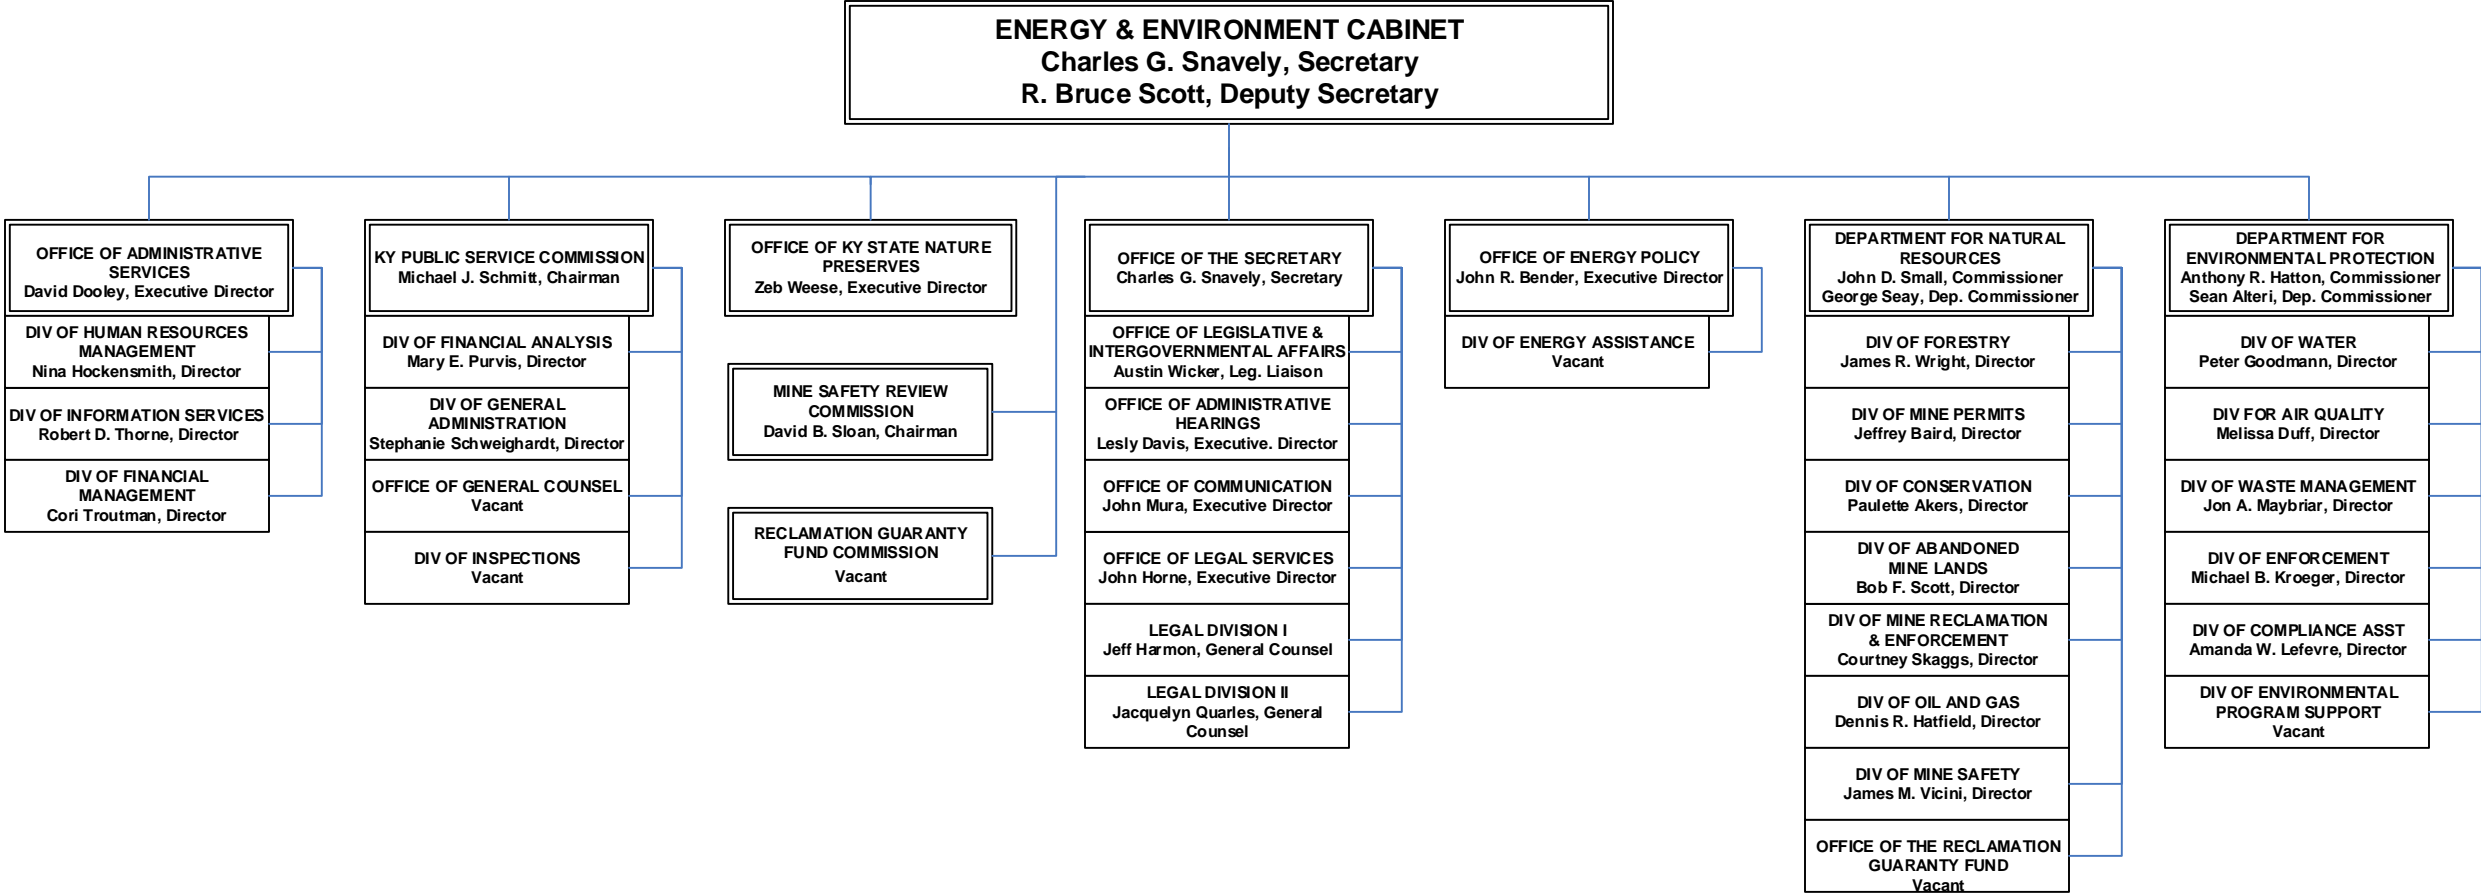 ENERGY & ENVIRONMENT CABINET
Charles G. Snavely, Secretary
R. Bruce Scott, Deputy Secretary
OFFICE OF ADMINISTRATIVE
SERVICES
David Dooley, Executive Director
DIV OF HUMAN RESOURCES
MANAGEMENT
Nina Hockensmith, Director
DIV OF INFORMATION SERVICES
Robert D. Thorne, Director
DIV OF FINANCIAL
MANAGEMENT
Cori Troutman, Director
KY PUBLIC SERVICE COMMISSION
Michael J. Schmitt, Chairman
DIV OF FINANCIAL ANALYSIS
Mary E. Purvis, Director
DIV OF GENERAL
ADMINISTRATION
Stephanie Schweighardt, Director
OFFICE OF GENERAL COUNSEL
Vacant
DIV OF INSPECTIONS
Vacant
OFFICE OF KY STATE NATURE
PRESERVES
Zeb Weese, Executive Director
MINE SAFETY REVIEW
COMMISSION
David B. Sloan, Chairman
RECLAMATION GUARANTY
FUND COMMISSION
Vacant
OFFICE OF THE SECRETARY
Charles G. Snavely, Secretary
OFFICE OF LEGISLATIVE &
INTERGOVERNMENTAL AFFAIRS
Austin Wicker, Leg. Liaison
OFFICE OF ADMINISTRATIVE
HEARINGS
Lesly Davis, Executive. Director
OFFICE OF COMMUNICATION
John Mura, Executive Director
OFFICE OF LEGAL SERVICES
John Horne, Executive Director
LEGAL DIVISION I
Jeff Harmon, General Counsel
LEGAL DIVISION II
Jacquelyn Quarles, General
Counsel
OFFICE OF ENERGY POLICY
John R. Bender, Executive Director
DIV OF ENERGY ASSISTANCE
Vacant
DEPARTMENT FOR NATURAL
RESOURCES
John D. Small, Commissioner
George Seay, Dep. Commissioner
DIV OF FORESTRY
James R. Wright, Director
DIV OF MINE PERMITS
Jeffrey Baird, Director
DIV OF CONSERVATION
Paulette Akers, Director
DIV OF ABANDONED
MINE LANDS
Bob F. Scott, Director
DIV OF MINE RECLAMATION
& ENFORCEMENT
Courtney Skaggs, Director
DIV OF OIL AND GAS
Dennis R. Hatfield, Director
DIV OF MINE SAFETY
James M. Vicini, Director
OFFICE OF THE RECLAMATION
GUARANTY FUND
Vacant
DEPARTMENT FOR
ENVIRONMENTAL PROTECTION
Anthony R. Hatton, Commissioner
Sean Alteri, Dep. Commissioner
DIV OF WATER
Peter Goodmann, Director
DIV FOR AIR QUALITY
Melissa Duff, Director
DIV OF WASTE MANAGEMENT
Jon A. Maybriar, Director
DIV OF ENFORCEMENT
Michael B. Kroeger, Director
DIV OF COMPLIANCE ASST
Amanda W. Lefevre, Director
DIV OF ENVIRONMENTAL
PROGRAM SUPPORT
Vacant